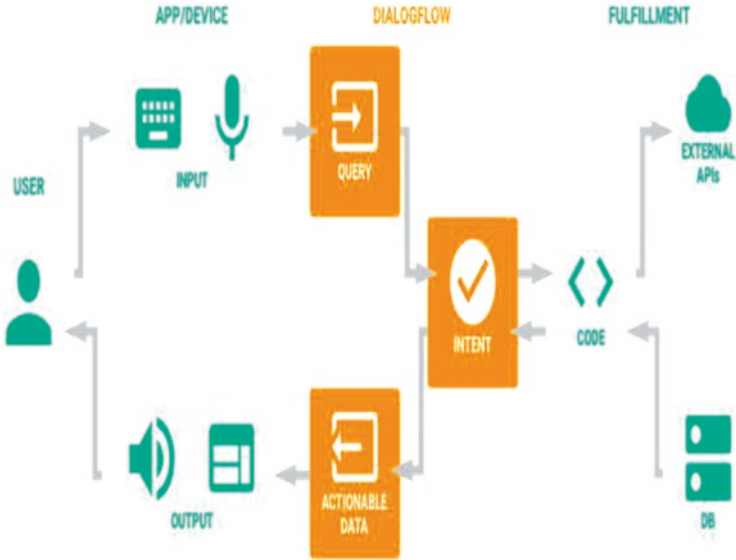 APP/DEVICE
DIALOGFLOW
FULFILLMENT
USER
INPUT
QUERY
EXTERNAL
APIs
INTENT
CODE
OUTPUT
ACTIONABLE
DATA
DB